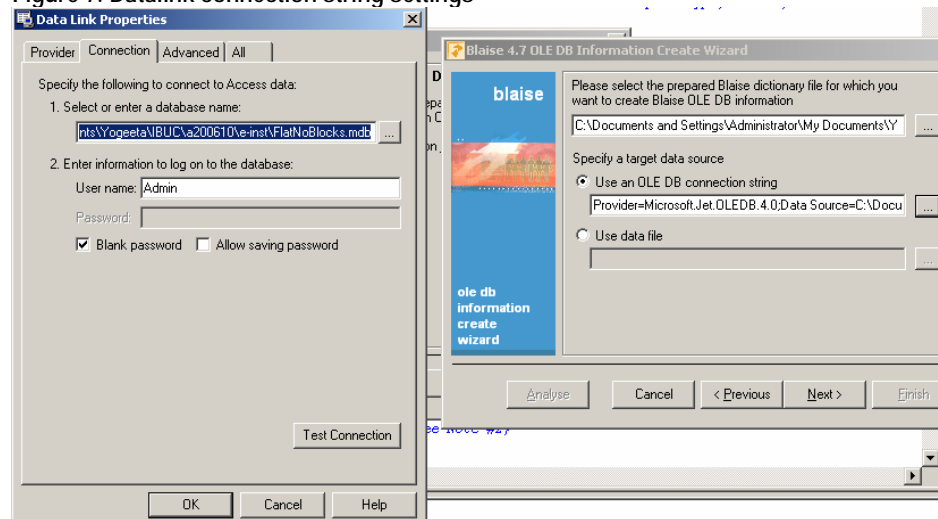 Figure 7: Datalink connection string settings
Data Link Properties
Provider Connection Advanced All
Specify the following to connect to Access data:
1. Select or enter a database name:
nts\Yogeeta\IBUC\a200610\e-inst\FlatNoBlocks.mdb ...
2. Enter information to log on to the database:
User name: Admin
Password:
Blank password Allow saving password
Test Connection
OK Cancel Help
Blaise 4.7 OLE DB Information Create Wizard
blaise
Please select the prepared Blaise dictionary file for which you
want to create Blaise OLE DB information
C:\Documents and Settings\Administrator\My Documents\Y ...
Specify a target data source
Use an OLE DB connection string
Provider=Microsoft.Jet.OLEDB.4.0;Data Source=C:\Docu ...
Use data file
...
ole db
information
create
wizard
Analyse Cancel < Previous Next > Finish